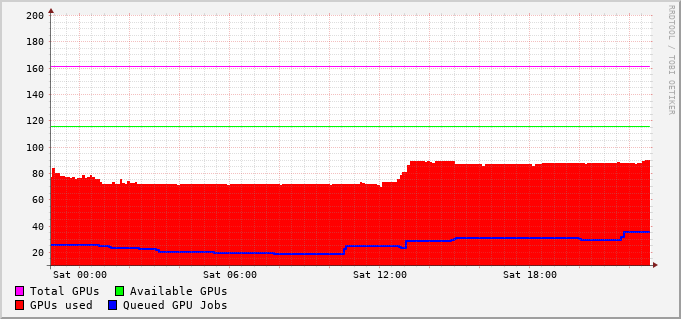 200
180
160
140
120
100
80
60
40
20
Sat 00:00 Sat 06:00 Sat 12:00 Sat 18:00
Total GPUs Available GPUs
GPUs used Queued GPU Jobs
RRDTOOL / TOBI OETIKER